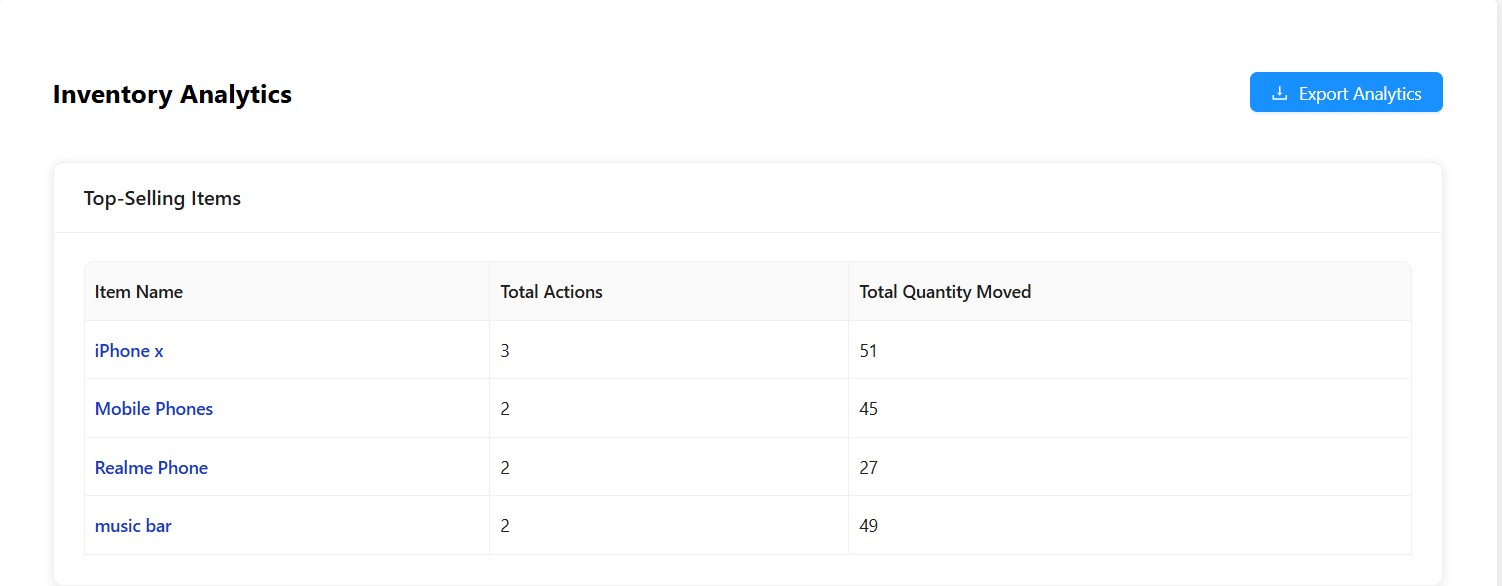 Inventory Analytics
Export Analytics
Top-Selling Items
Item Name Total Actions Total Quantity Moved
iPhone x 3 51
Mobile Phones 2 45
Realme Phone 2 27
music bar 2 49